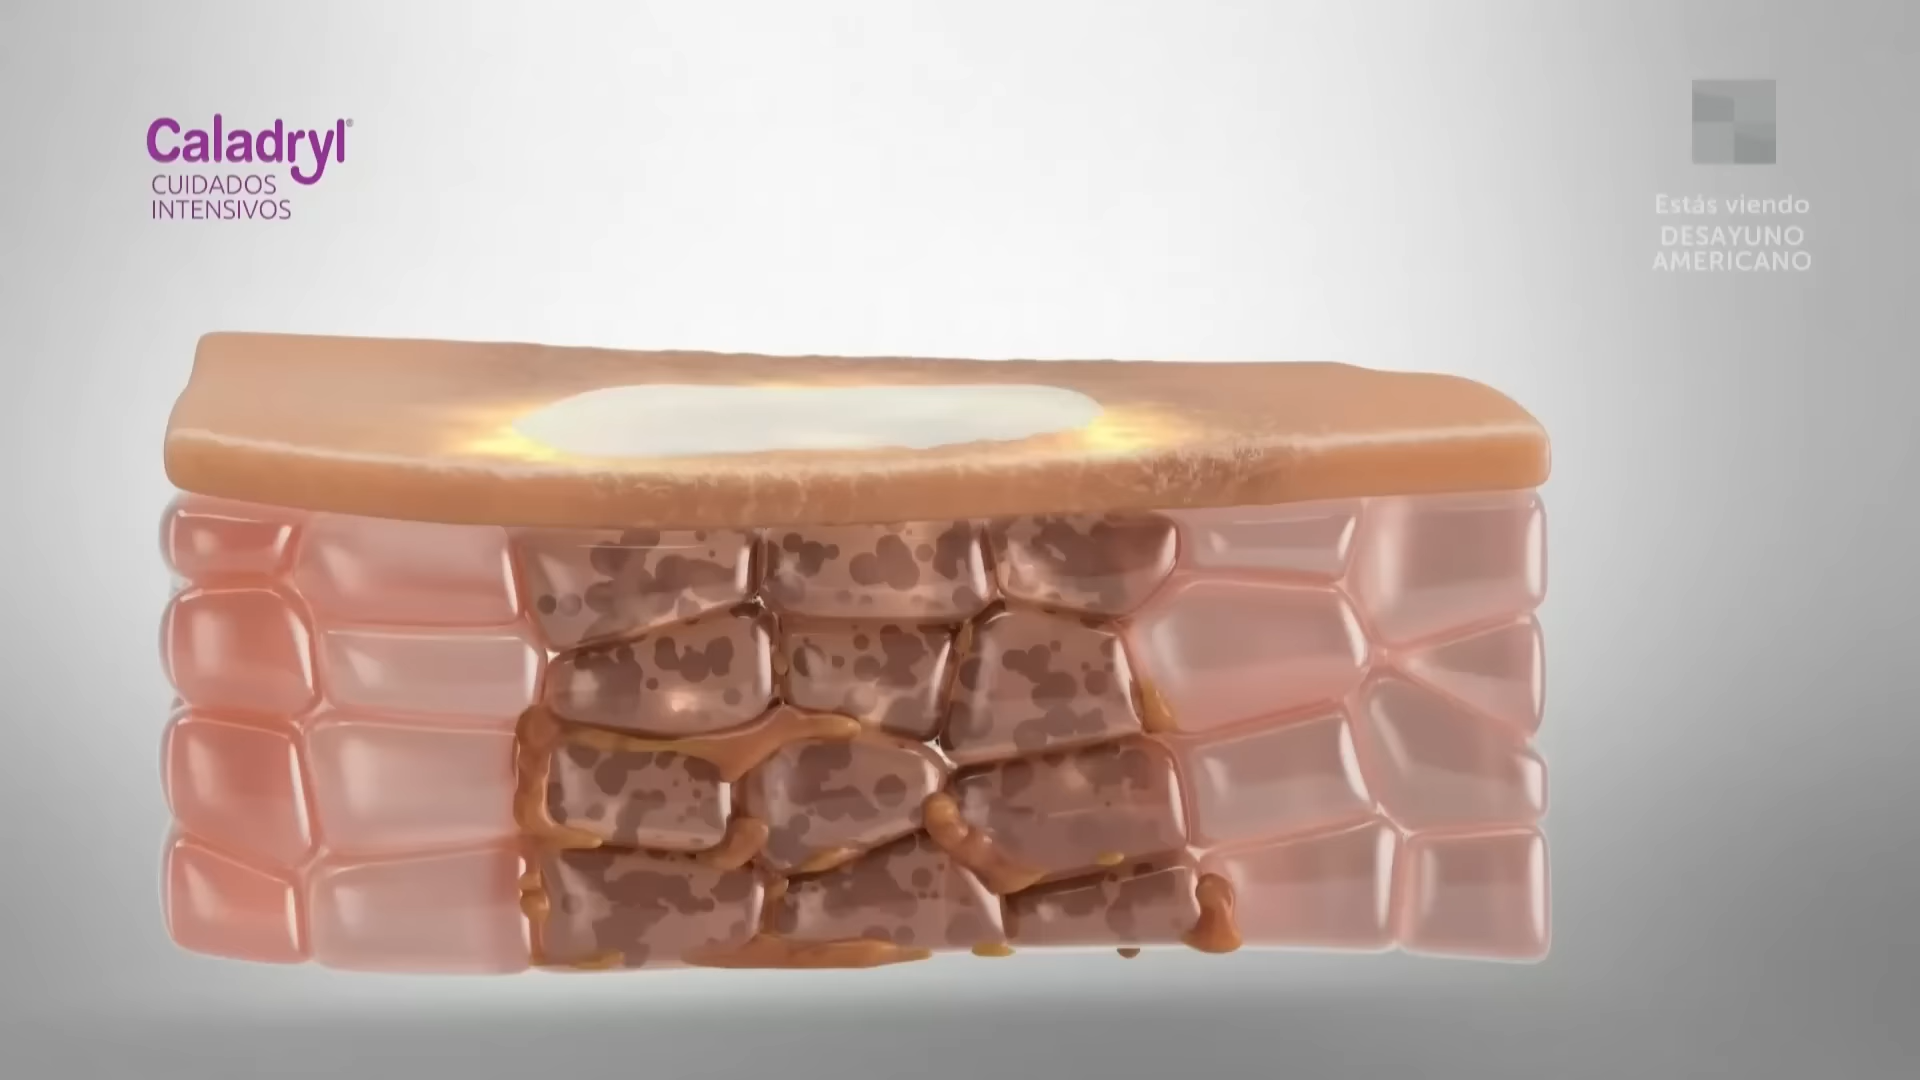 Caladryl®
CUIDADOS
INTENSIVOS
Estás viendo
DESAYUNO
AMERICANO